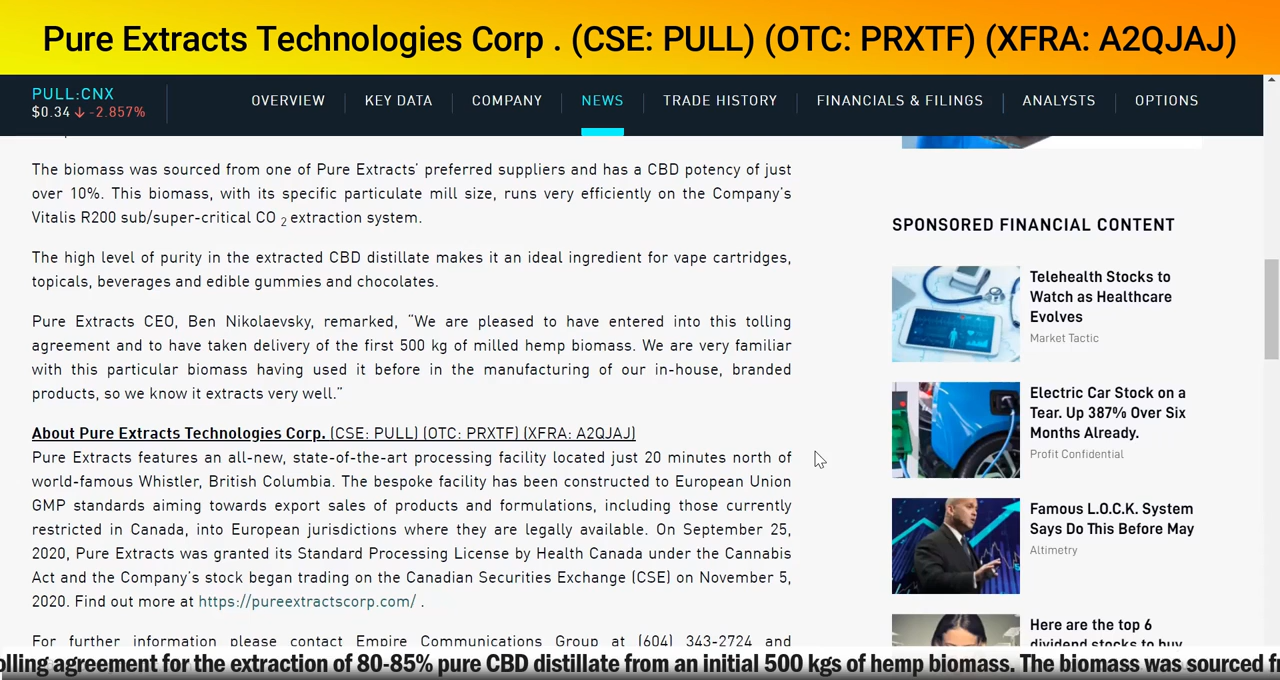 Pure Extracts Technologies Corp . (CSE: PULL) (OTC: PRXTF) (XFRA: A2QJAJ)
PULL:CNX
$0.34 ↓ -2.857%
OVERVIEW
KEY DATA
COMPANY
NEWS
TRADE HISTORY
FINANCIALS & FILINGS
ANALYSTS
OPTIONS
The biomass was sourced from one of Pure Extracts’ preferred suppliers and has a CBD potency of just
over 10%. This biomass, with its specific particulate mill size, runs very efficiently on the Company’s
Vitalis R200 sub/super-critical CO 2 extraction system.
The high level of purity in the extracted CBD distillate makes it an ideal ingredient for vape cartridges,
topicals, beverages and edible gummies and chocolates.
Pure Extracts CEO, Ben Nikolaevsky, remarked, “We are pleased to have entered into this tolling
agreement and to have taken delivery of the first 500 kg of milled hemp biomass. We are very familiar
with this particular biomass having used it before in the manufacturing of our in-house, branded
products, so we know it extracts very well.”
About Pure Extracts Technologies Corp. (CSE: PULL) (OTC: PRXTF) (XFRA: A2QJAJ)
Pure Extracts features an all-new, state-of-the-art processing facility located just 20 minutes north of
world-famous Whistler, British Columbia. The bespoke facility has been constructed to European Union
GMP standards aiming towards export sales of products and formulations, including those currently
restricted in Canada, into European jurisdictions where they are legally available. On September 25,
2020, Pure Extracts was granted its Standard Processing License by Health Canada under the Cannabis
Act and the Company’s stock began trading on the Canadian Securities Exchange (CSE) on November 5,
2020. Find out more at https://pureextractscorp.com/ .
For further information please contact Empire Communications Group at (604) 343-2724 and
SPONSORED FINANCIAL CONTENT
Telehealth Stocks to
Watch as Healthcare
Evolves
Market Tactic
Electric Car Stock on a
Tear. Up 387% Over Six
Months Already.
Profit Confidential
Famous L.O.C.K. System
Says Do This Before May
Altimetry
Here are the top 6
dividend stocks to buy
olling agreement for the extraction of 80-85% pure CBD distillate from an initial 500 kgs of hemp biomass. The biomass was sourced fr